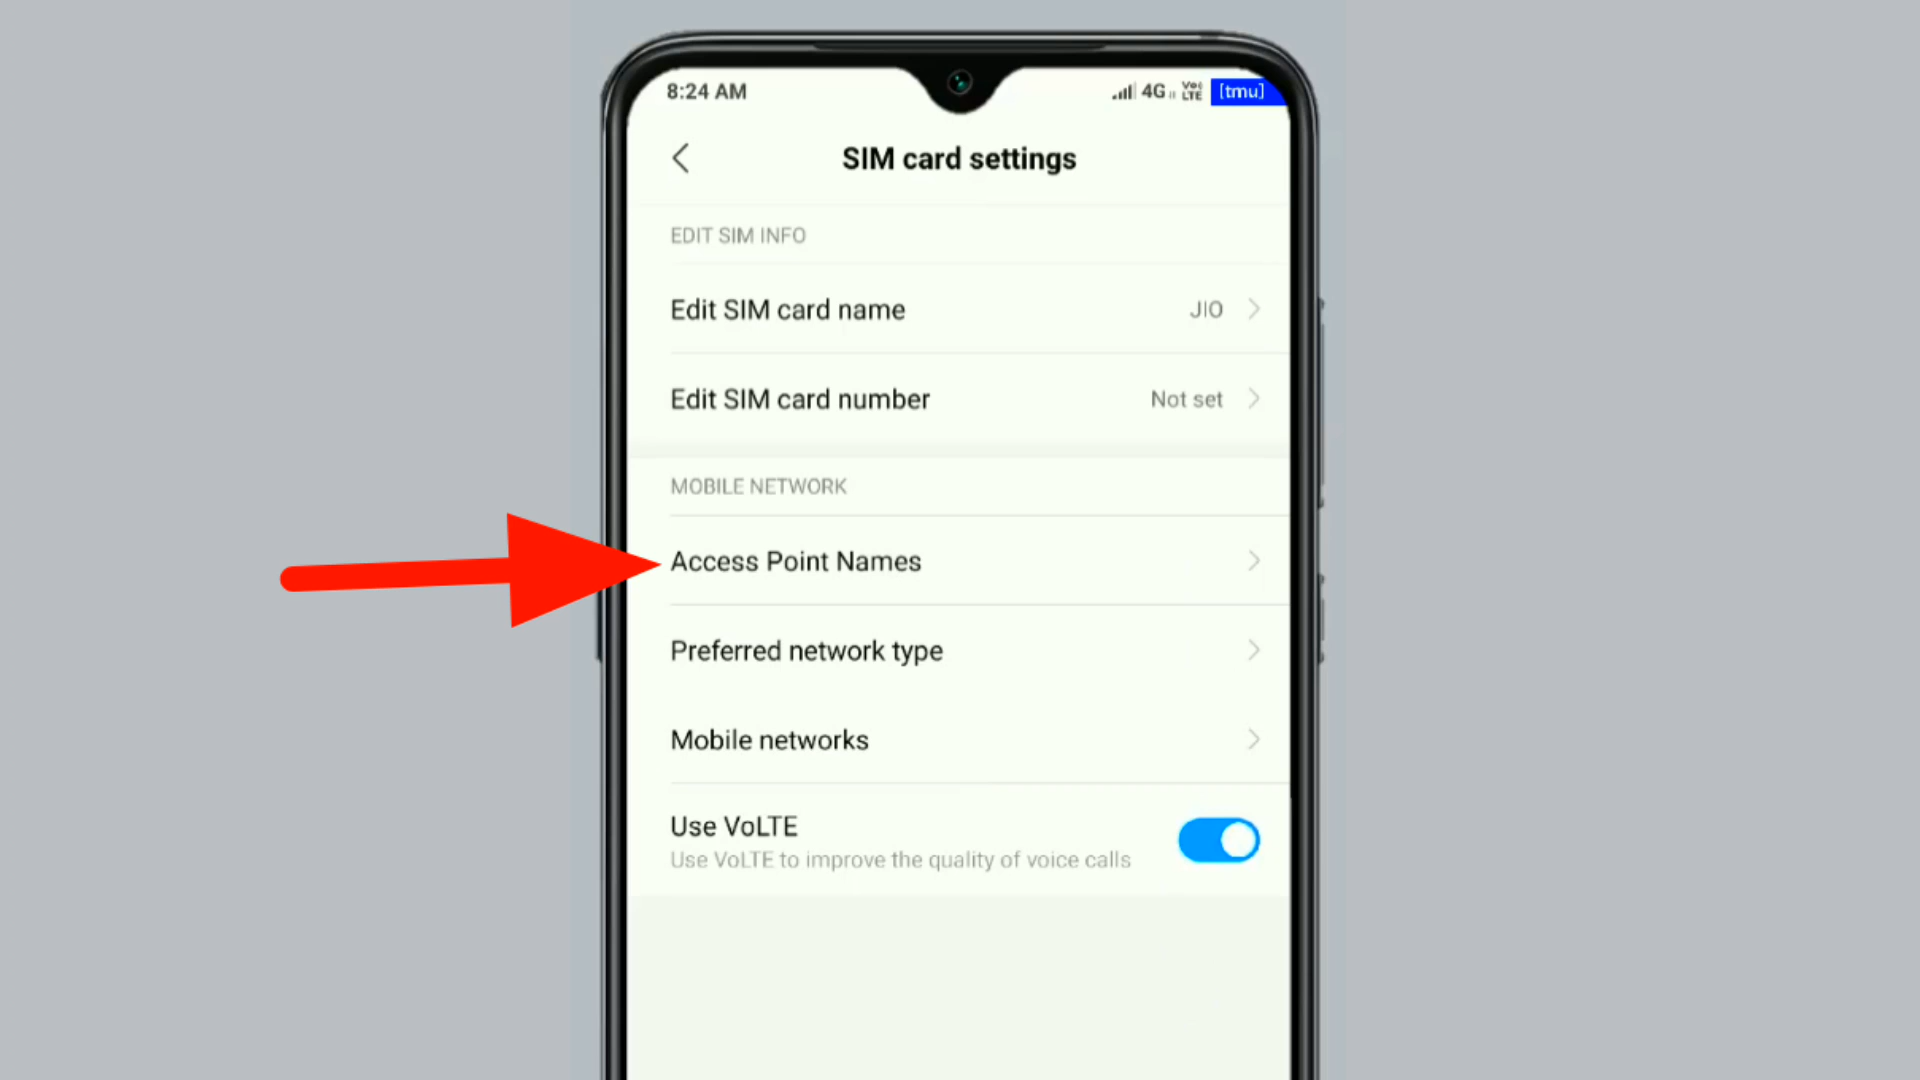 8:24 AM
4G Vo LTE [tmu]
SIM card settings
EDIT SIM INFO
Edit SIM card name JIO
Edit SIM card number Not set
MOBILE NETWORK
Access Point Names
Preferred network type
Mobile networks
Use VoLTE
Use VoLTE to improve the quality of voice calls